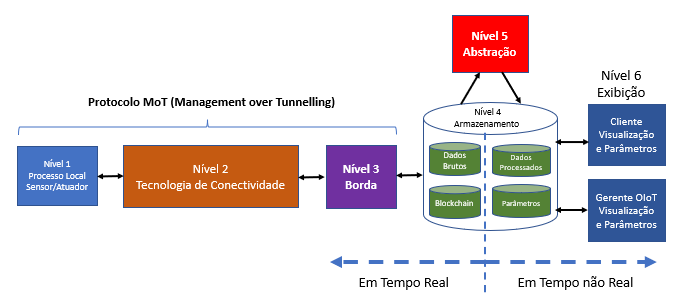 Nível 5
Abstração
Nível 6
Exibição
Protocolo MoT (Management over Tunnelling)
Nível 4
Armazenamento
Cliente
Visualização
e Parâmetros
Nível 1
Processo Local
Sensor/Atuador
Nível 2
Tecnologia de Conectividade
Nível 3
Borda
Dados
Brutos
Dados
Processados
Blockchain
Parâmetros
Gerente OIoT
Visualização
e Parâmetros
Em Tempo Real
Em Tempo não Real